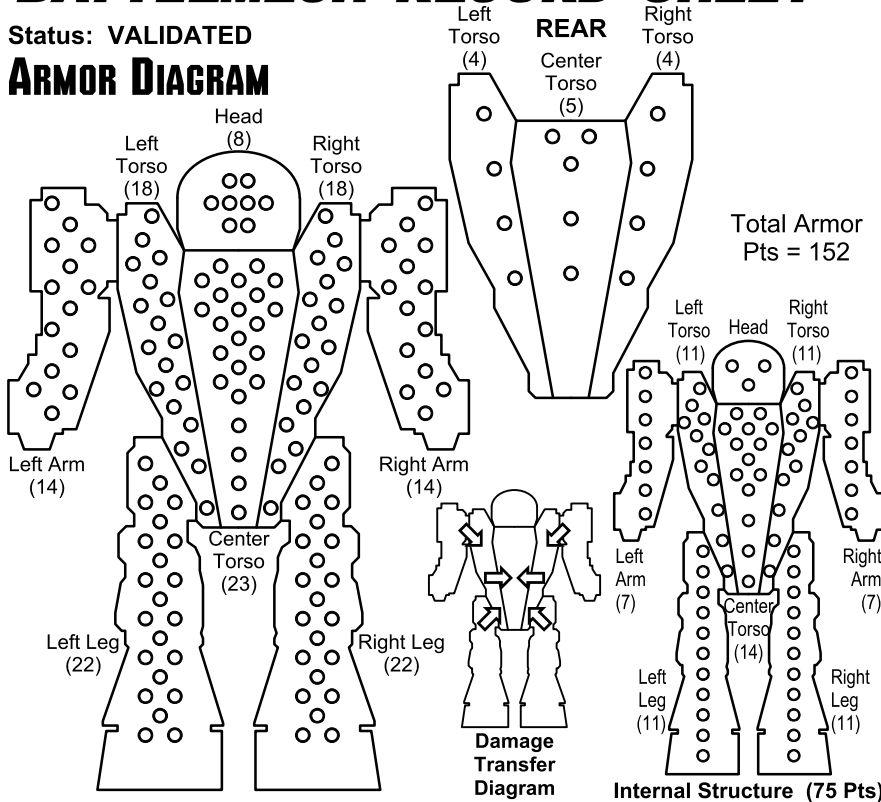 BATTLEMECH RECORD SHEET
Status: VALIDATED
ARMOR DIAGRAM
Head
(8)
Left
Torso
(18)
Right
Torso
(18)
Left Arm
(14)
Right Arm
(14)
Center
Torso
(23)
Left Leg
(22)
Right Leg
(22)
Left
Torso
(4)
REAR
Center
Torso
(5)
Right
Torso
(4)
Total Armor
Pts = 152
Left
Torso
(11)
Head
Right
Torso
(11)
Left
Arm
(7)
Right
Arm
(7)
Center
Torso
(14)
Left
Leg
(11)
Right
Leg
(11)
Damage
Transfer
Diagram
Internal Structure (75 Pts)